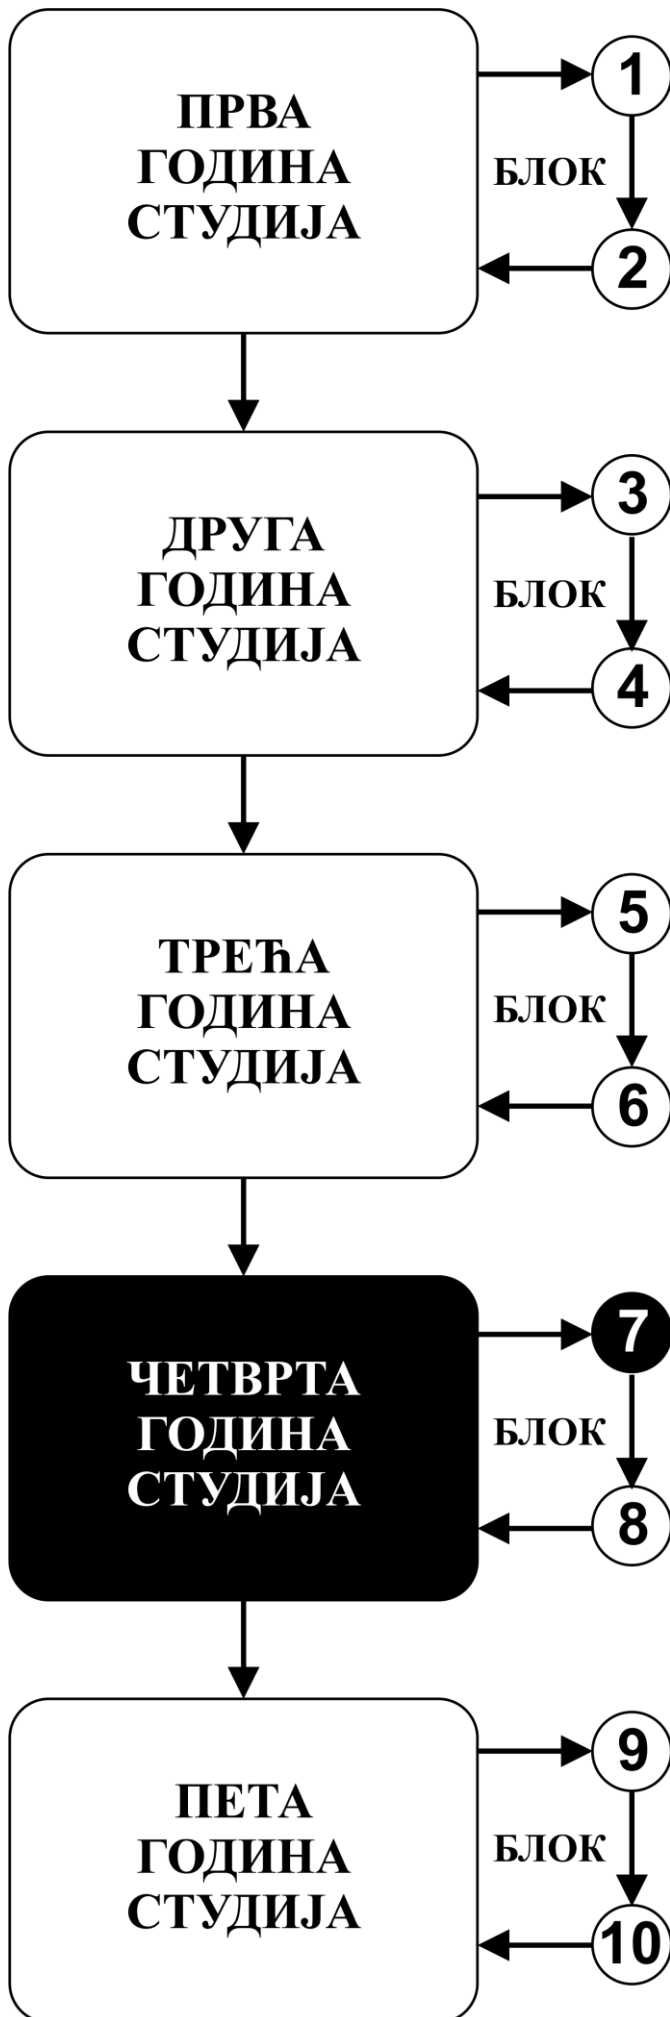 ПРВА
ГОДИНА
СТУДИЈА
1
БЛОК
2
ДРУГА
ГОДИНА
СТУДИЈА
3
БЛОК
4
ТРЕЋА
ГОДИНА
СТУДИЈА
5
БЛОК
6
ЧЕТВРТА
ГОДИНА
СТУДИЈА
7
БЛОК
8
ПЕТА
ГОДИНА
СТУДИЈА
9
БЛОК
10